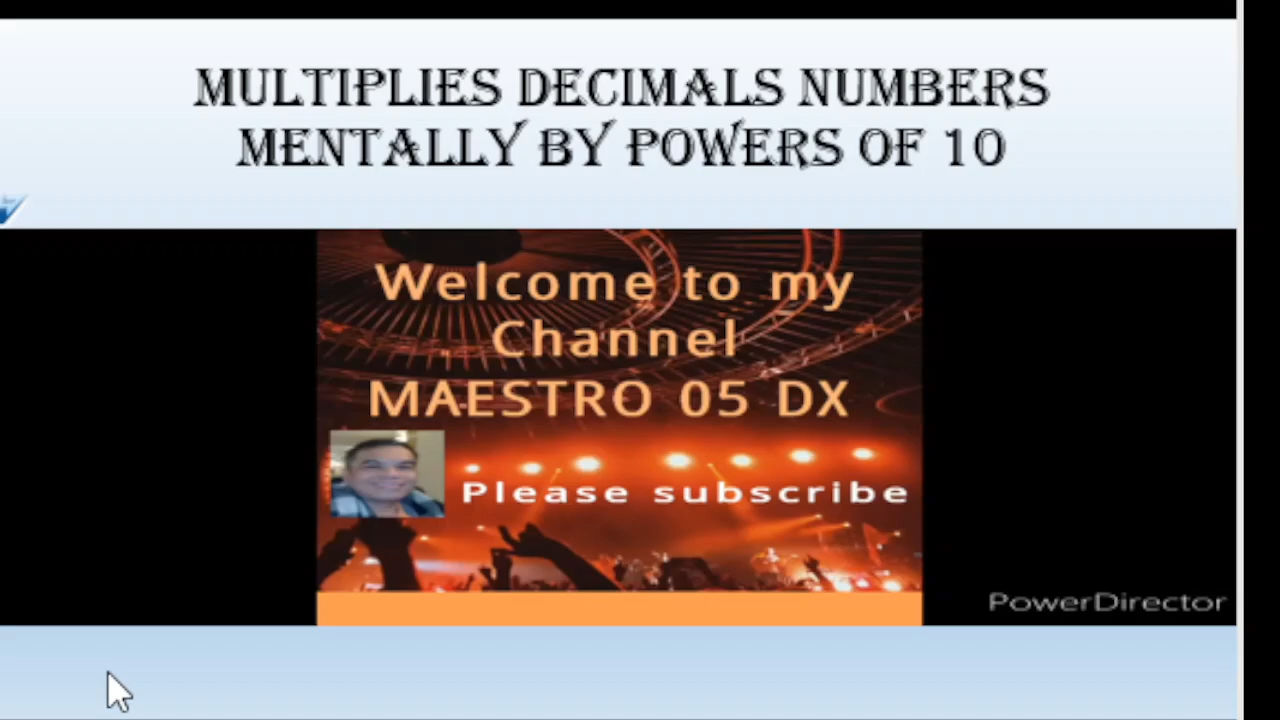 MULTIPLIES DECIMALS NUMBERS
MENTALLY BY POWERS OF 10
Welcome to my
Channel
MAESTRO 05 DX
Please subscribe
PowerDirector